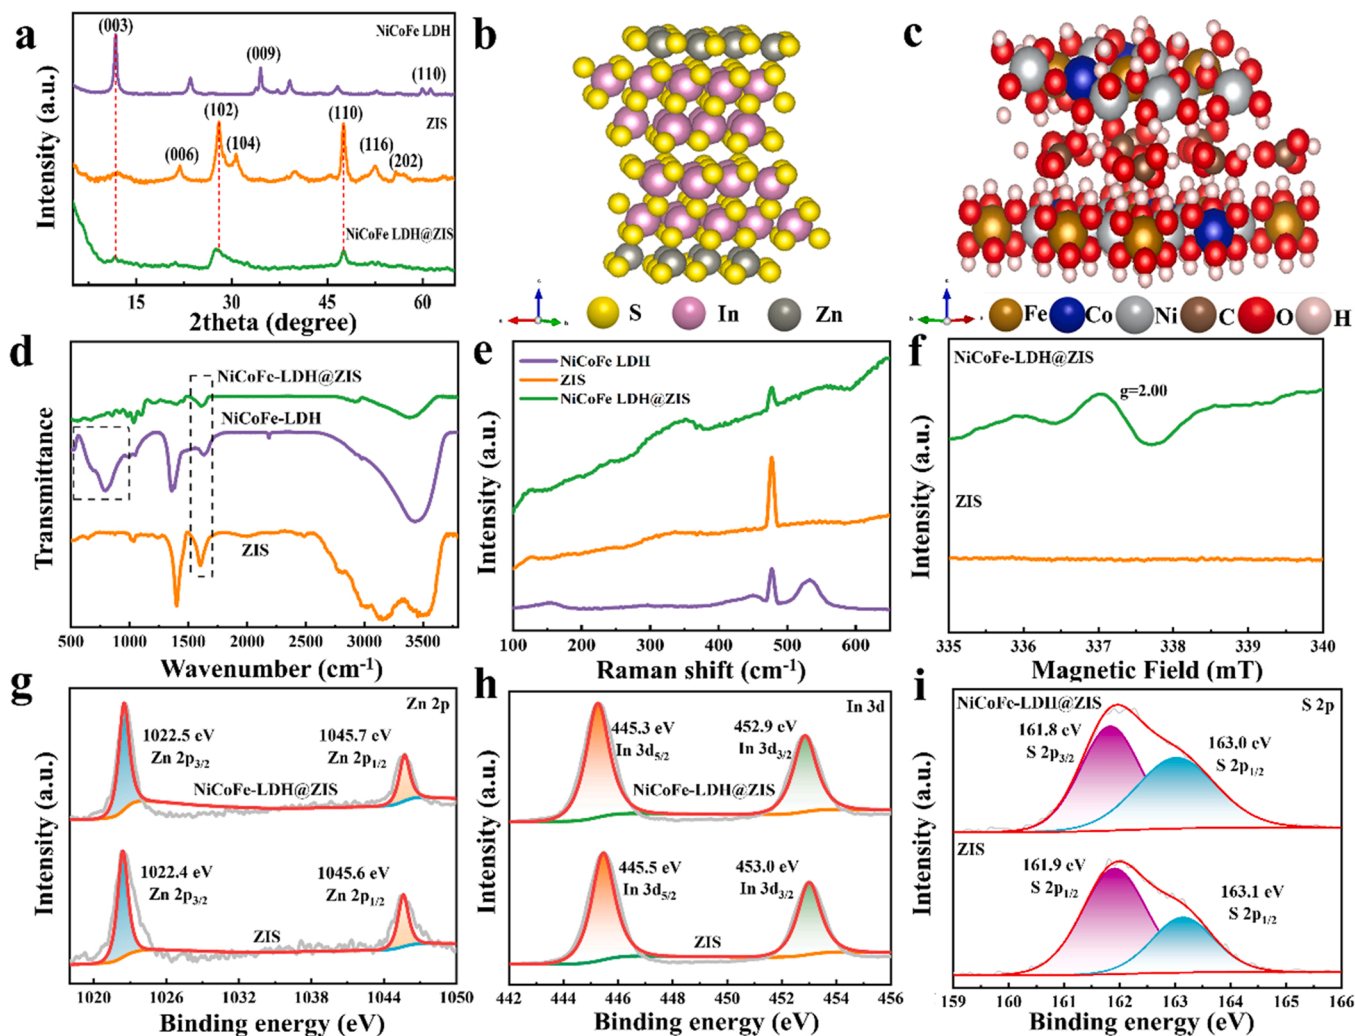 a
NiCoFe LDH
(003)
(009)
(110)
ZIS
(102)
(110)
(006)
(104)
(116)
(202)
NiCoFe LDH@ZIS
Intensity (a.u.)
15 30 45 60
2theta (degree)
b
S In Zn
c
Fe Co Ni C O H
d
NiCoFe-LDH@ZIS
NiCoFe-LDH
ZIS
Transmittance
500 1000 1500 2000 2500 3000 3500
Wavenumber (cm-1)
e
NiCoFe LDH
ZIS
NiCoFe LDH@ZIS
Intensity (a.u.)
100 200 300 400 500 600
Raman shift (cm-1)
f
NiCoFe-LDH@ZIS
g=2.00
ZIS
Intensity (a.u.)
335 336 337 338 339 340
Magnetic Field (mT)
g
Zn 2p
1022.5 eV
Zn 2p3/2
1045.7 eV
Zn 2p1/2
NiCoFe-LDH@ZIS
1022.4 eV
Zn 2p3/2
1045.6 eV
Zn 2p1/2
ZIS
Intensity (a.u.)
1020 1026 1032 1038 1044 1050
Binding energy (eV)
h
In 3d
445.3 eV
In 3d5/2
452.9 eV
In 3d3/2
NiCoFe-LDH@ZIS
445.5 eV
In 3d5/2
453.0 eV
In 3d3/2
ZIS
Intensity (a.u.)
442 444 446 448 450 452 454 456
Binding energy (eV)
i
NiCoFe-LDH@ZIS
S 2p
161.8 eV
S 2p3/2
163.0 eV
S 2p1/2
ZIS
161.9 eV
S 2p1/2
163.1 eV
S 2p1/2
Intensity (a.u.)
159 160 161 162 163 164 165 166
Binding energy (eV)